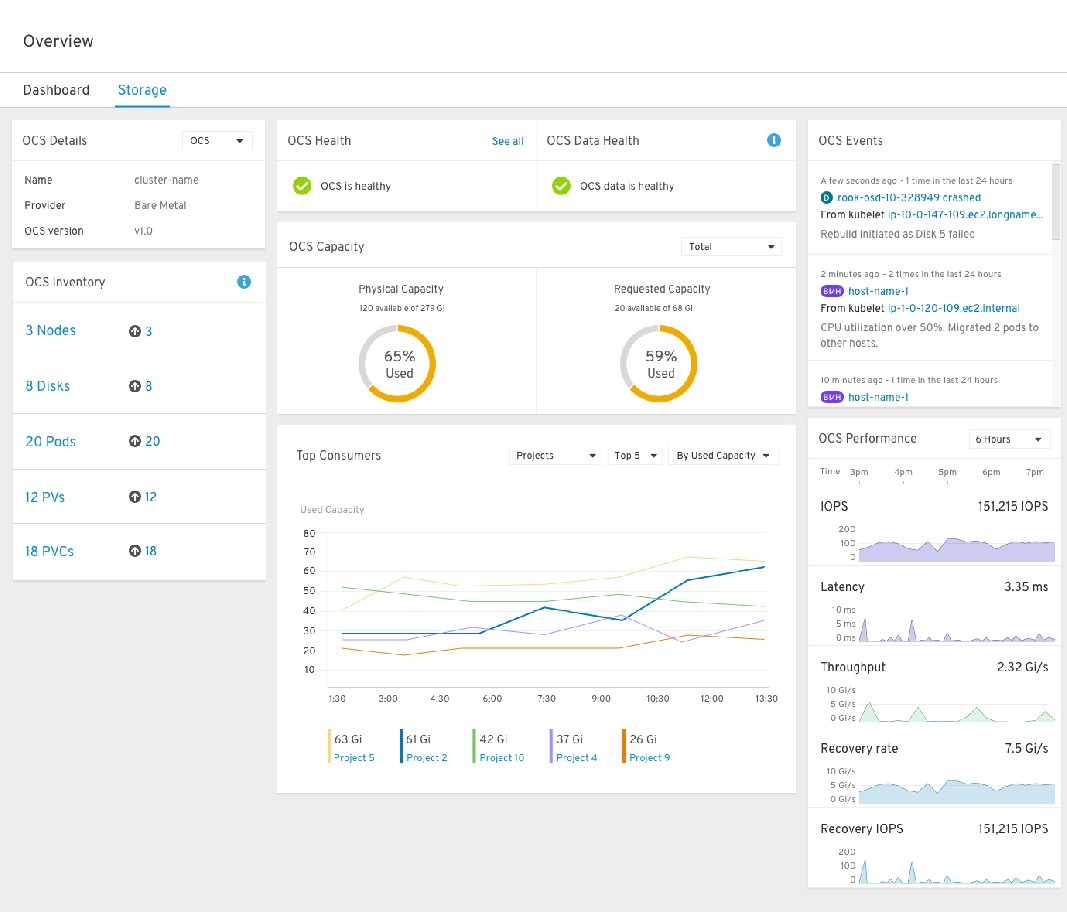 Overview
Dashboard
Storage
OCS Details
OCS
Name
cluster-name
Provider
Bare Metal
OCS version
v1.0
OCS Inventory
3 Nodes
3
8 Disks
8
20 Pods
20
12 PVs
12
18 PVCs
18
OCS Health
See all
OCS is healthy
OCS Data Health
OCS data is healthy
OCS Capacity
Total
Physical Capacity
120 available of 279 Gi
65%
Used
Requested Capacity
20 available of 68 Gi
59%
Used
Top Consumers
Projects
Top 5
By Used Capacity
Used Capacity
80
70
60
50
40
30
20
10
1:30 3:00 4:30 6:00 7:30 9:00 10:30 12:00 13:30
63 Gi
Project 5
61 Gi
Project 2
42 Gi
Project 10
37 Gi
Project 4
26 Gi
Project 9
OCS Events
A few seconds ago - 1 time in the last 24 hours
D rook-osd-10-328949 crashed
From kubelet ip-10-0-147-109.ec2.longname...
Rebuild initiated as Disk 5 failed
2 minutes ago - 2 times in the last 24 hours
BMH host-name-1
From kubelet ip-1-0-120-109.ec2.internal
CPU utilization over 50%. Migrated 2 pods to
other hosts.
10 minutes ago - 1 time in the last 24 hours
BMH host-name-1
OCS Performance
6 Hours
Time 3pm 4pm 5pm 6pm 7pm
IOPS
151,215 IOPS
200
100
0
Latency
3.35 ms
10 ms
5 ms
0 ms
Throughput
2.32 Gi/s
10 Gi/s
5 Gi/s
0 Gi/s
Recovery rate
7.5 Gi/s
10 Gi/s
5 Gi/s
0 Gi/s
Recovery IOPS
151,215 IOPS
200
100
0